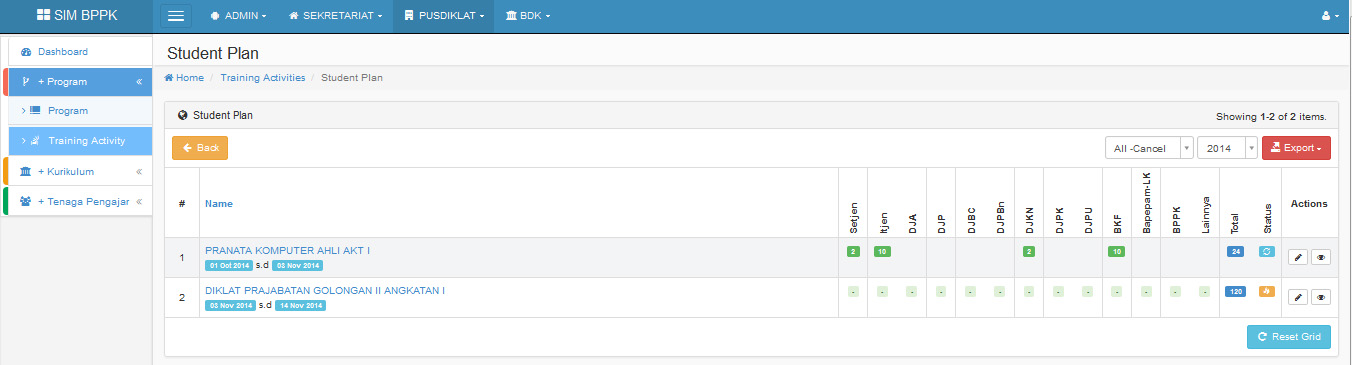 SIM BPPK
ADMIN
SEKRETARIAT
PUSDIKLAT
BDK
Dashboard
+ Program
Program
Training Activity
+ Kurikulum
+ Tenaga Pengajar
Student Plan
Home / Training Activities / Student Plan
Student Plan
Showing 1-2 of 2 items.
Back
All -Cancel
2014
Export
# Name Setjen Itjen DJA DJP DJBC DJPBn DJKN DJPK DJPU BKF Bapepam-LK BPPK Lainnya Total Status Actions
1 PRANATA KOMPUTER AHLI AKT I 2 10 2 10 24
01 Oct 2014 s.d 03 Nov 2014
2 DIKLAT PRAJABATAN GOLONGAN II ANGKATAN I - - - - - - - - - - - - - 120
03 Nov 2014 s.d 14 Nov 2014
Reset Grid